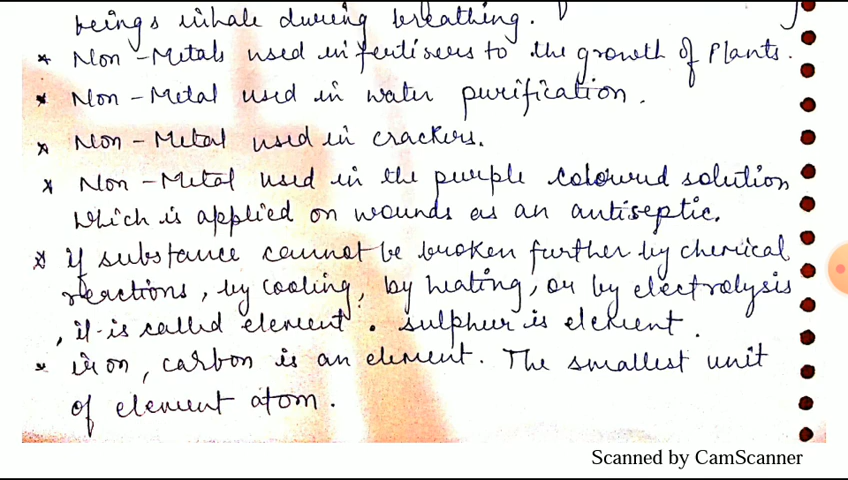 beings inhale during breathing.
* Non-Metals used in fertisers to the growth of Plants.
* Non-Metal used in water purification.
* Non-Metal used in crackers.
* Non-Metal used in the purple coloured solution
which is applied on wounds as an antiseptic.
* if substance cannot be broken further by chemical
reactions, by cooling, by heating, or by electrolysis
, it is called element. sulphur is element.
* iron, carbon is an element. The smallest unit
of element atom.
Scanned by CamScanner